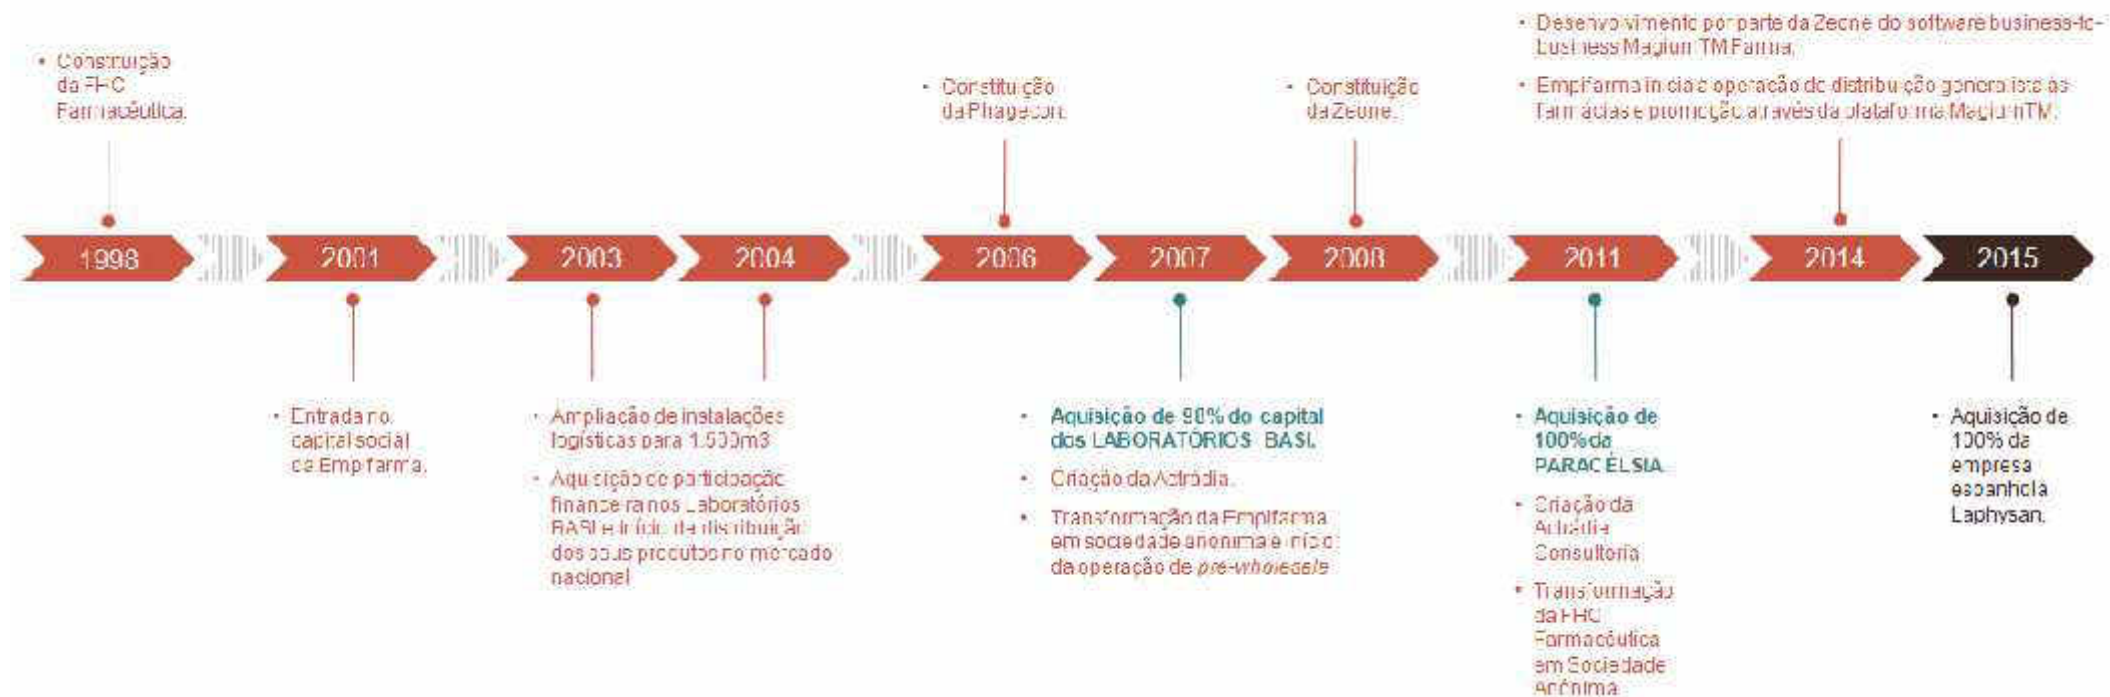 • Construição
da FHC
Farmacêutica.
• Constituição
da Phagecon.
• Constituição
da Zeone.
• Desenvolvimento por parte da Zeone do software business-to-
business Magium TM Farma.
• Empifarma inicia operação de distribuição generalista às
farmácias e promoção através da plataforma MagiumTM.
1998
2001
2003
2004
2006
2007
2008
2011
2014
2015
• Entrada no
capital social
da Empifarma.
• Ampliação de instalações
logísticas para 1.500m3
• Aquisição de participação
financeira nos Laboratórios
BASI e início da distribuição
dos seus produtos no mercado
nacional
• Aquisição de 98% do capital
dos LABORATÓRIOS BASI.
• Criação da Actrádia.
• Transformação da Empifarma
em sociedade anónima e início
da operação de pre-wholesale
• Aquisição de
100% da
PARACÉLSIA
• Criação da
Actrádia
Consultoria
• Transformação
da FHC
Farmacêutica
em Sociedade
Anónima
• Aquisição de
100% da
empresa
espanhola
Laphysan.